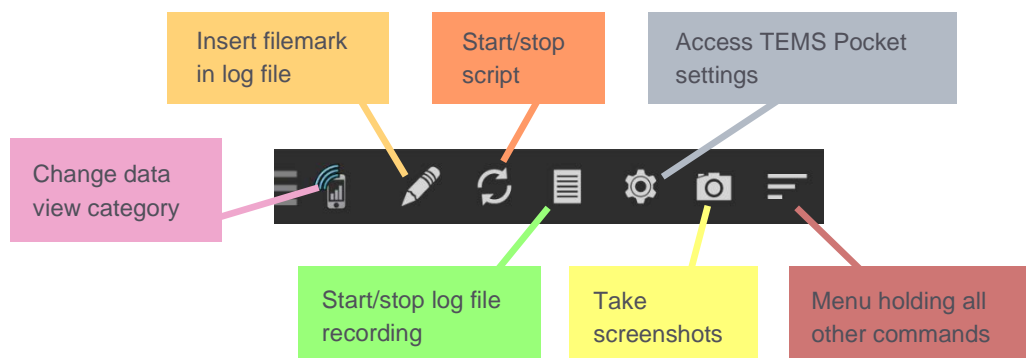 Insert filemark
in log file
Start/stop
script
Access TEMS Pocket
settings
Change data
view category
Start/stop log file
recording
Take
screenshots
Menu holding all
other commands